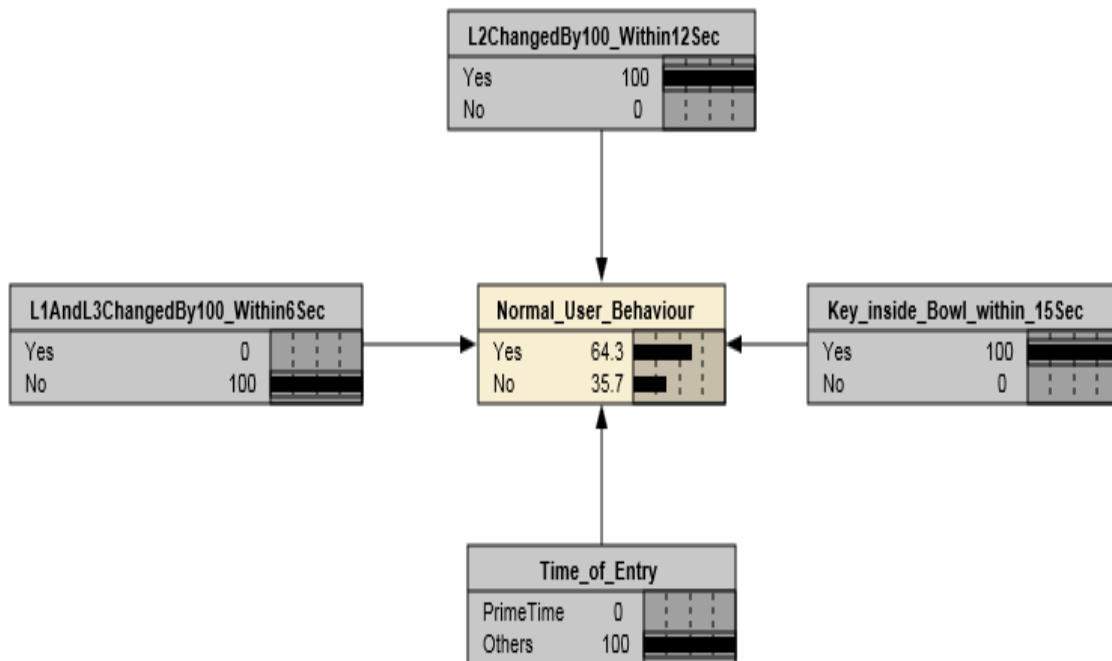 L2ChangedBy100_Within12Sec
Yes 100
No 0
L1AndL3ChangedBy100_Within6Sec
Yes 0
No 100
Normal_User_Behaviour
Yes 64.3
No 35.7
Key_inside_Bowl_within_15Sec
Yes 100
No 0
Time_of_Entry
PrimeTime 0
Others 100